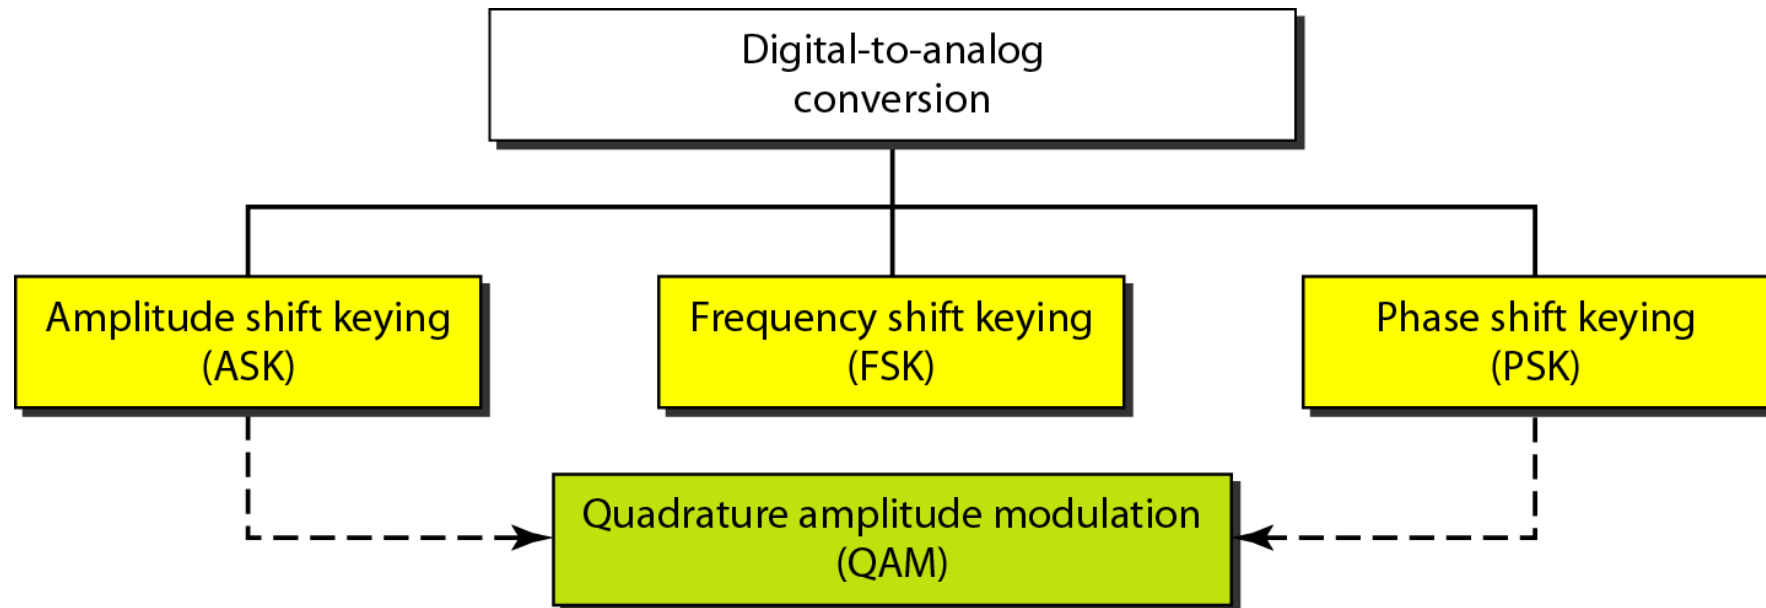 Digital-to-analog
conversion
Amplitude shift keying
(ASK)
Frequency shift keying
(FSK)
Phase shift keying
(PSK)
Quadrature amplitude modulation
(QAM)